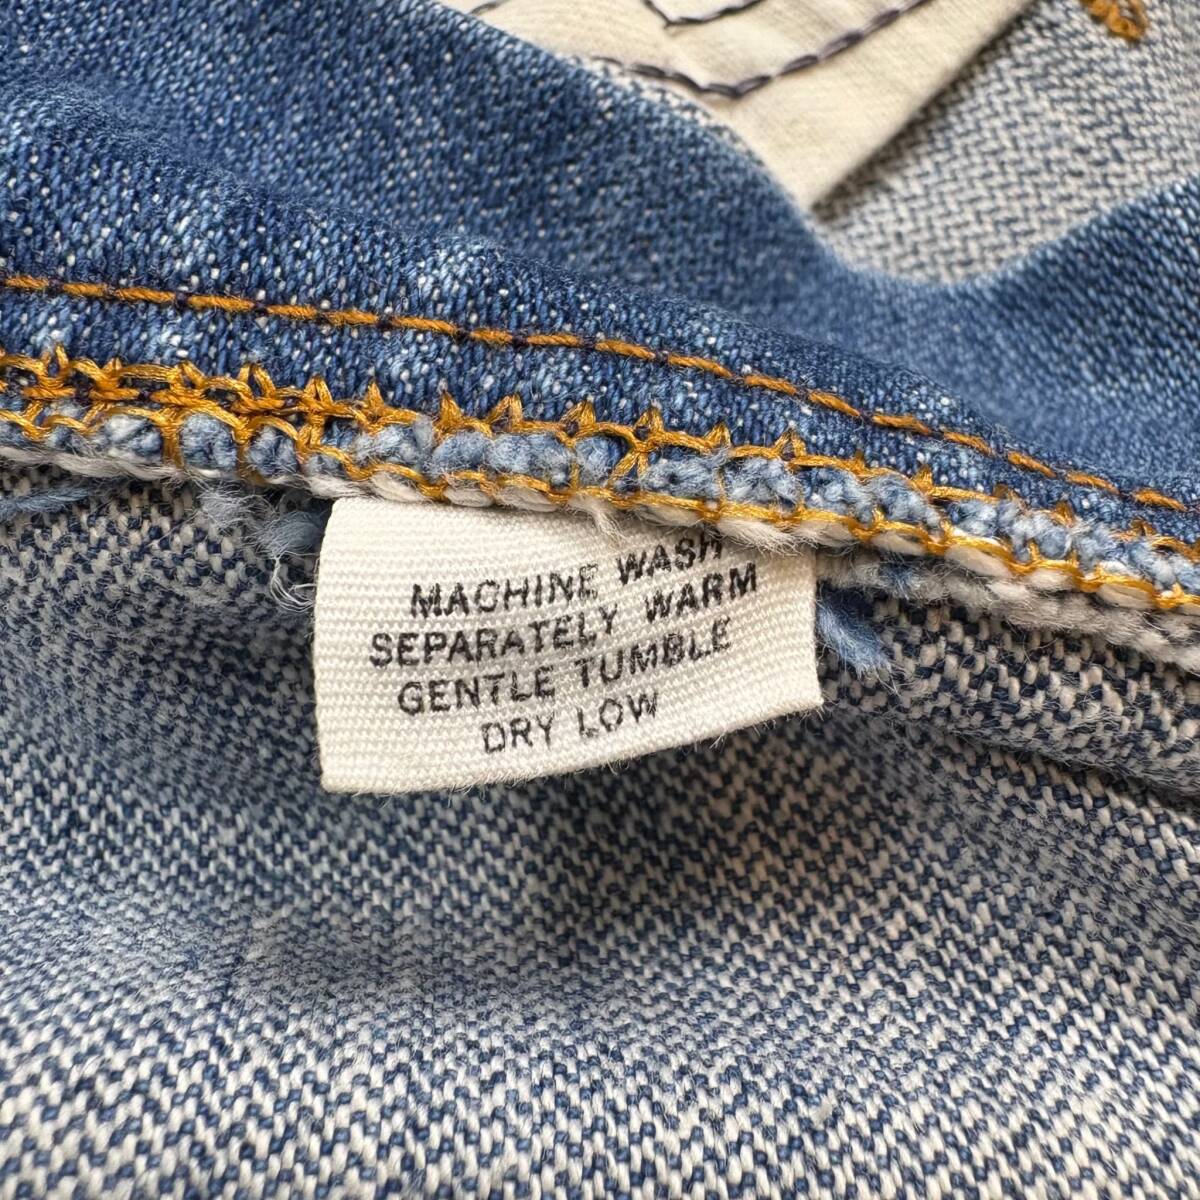 MACHINE WASH
SEPARATELY WARM
GENTLE TUMBLE
DRY LOW